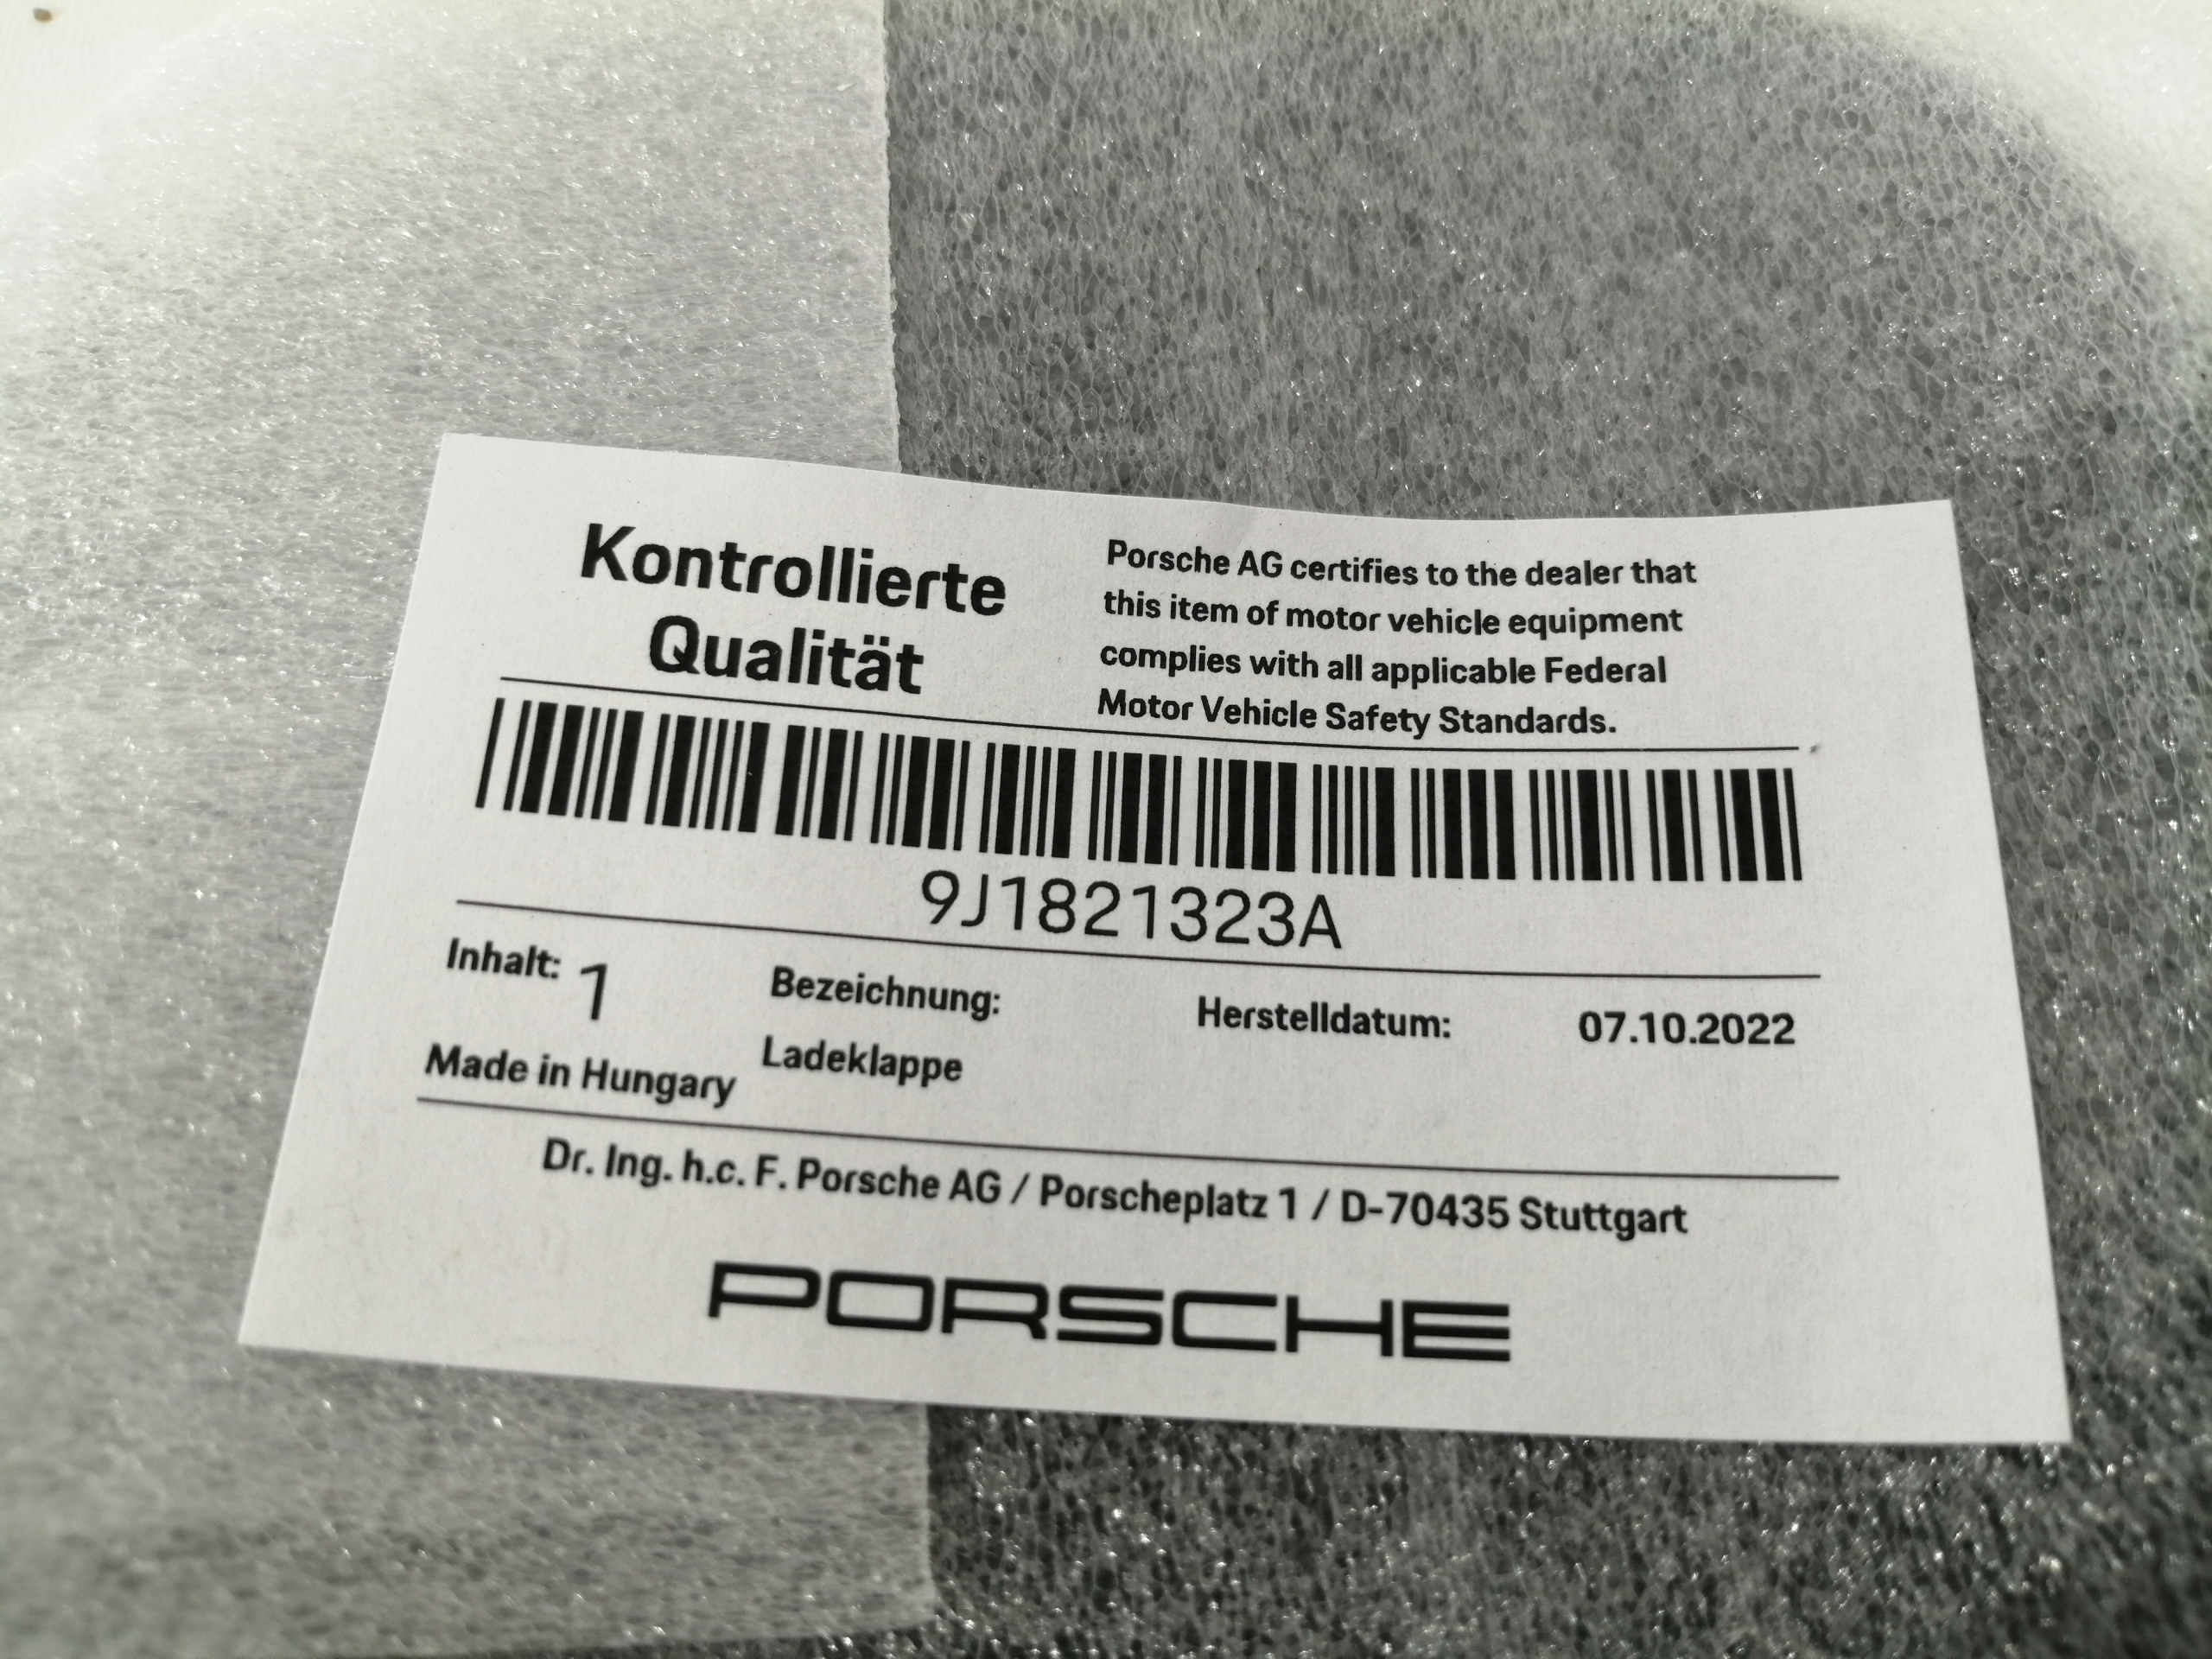 Kontrollierte
Qualität
Porsche AG certifies to the dealer that
this item of motor vehicle equipment
complies with all applicable Federal
Motor Vehicle Safety Standards.
9J1821323A
Inhalt: 1
Made in Hungary
Bezeichnung:
Ladeklappe
Herstelldatum: 07.10.2022
Dr. Ing. h.c. F. Porsche AG / Porscheplatz 1 / D-70435 Stuttgart
PORSCHE